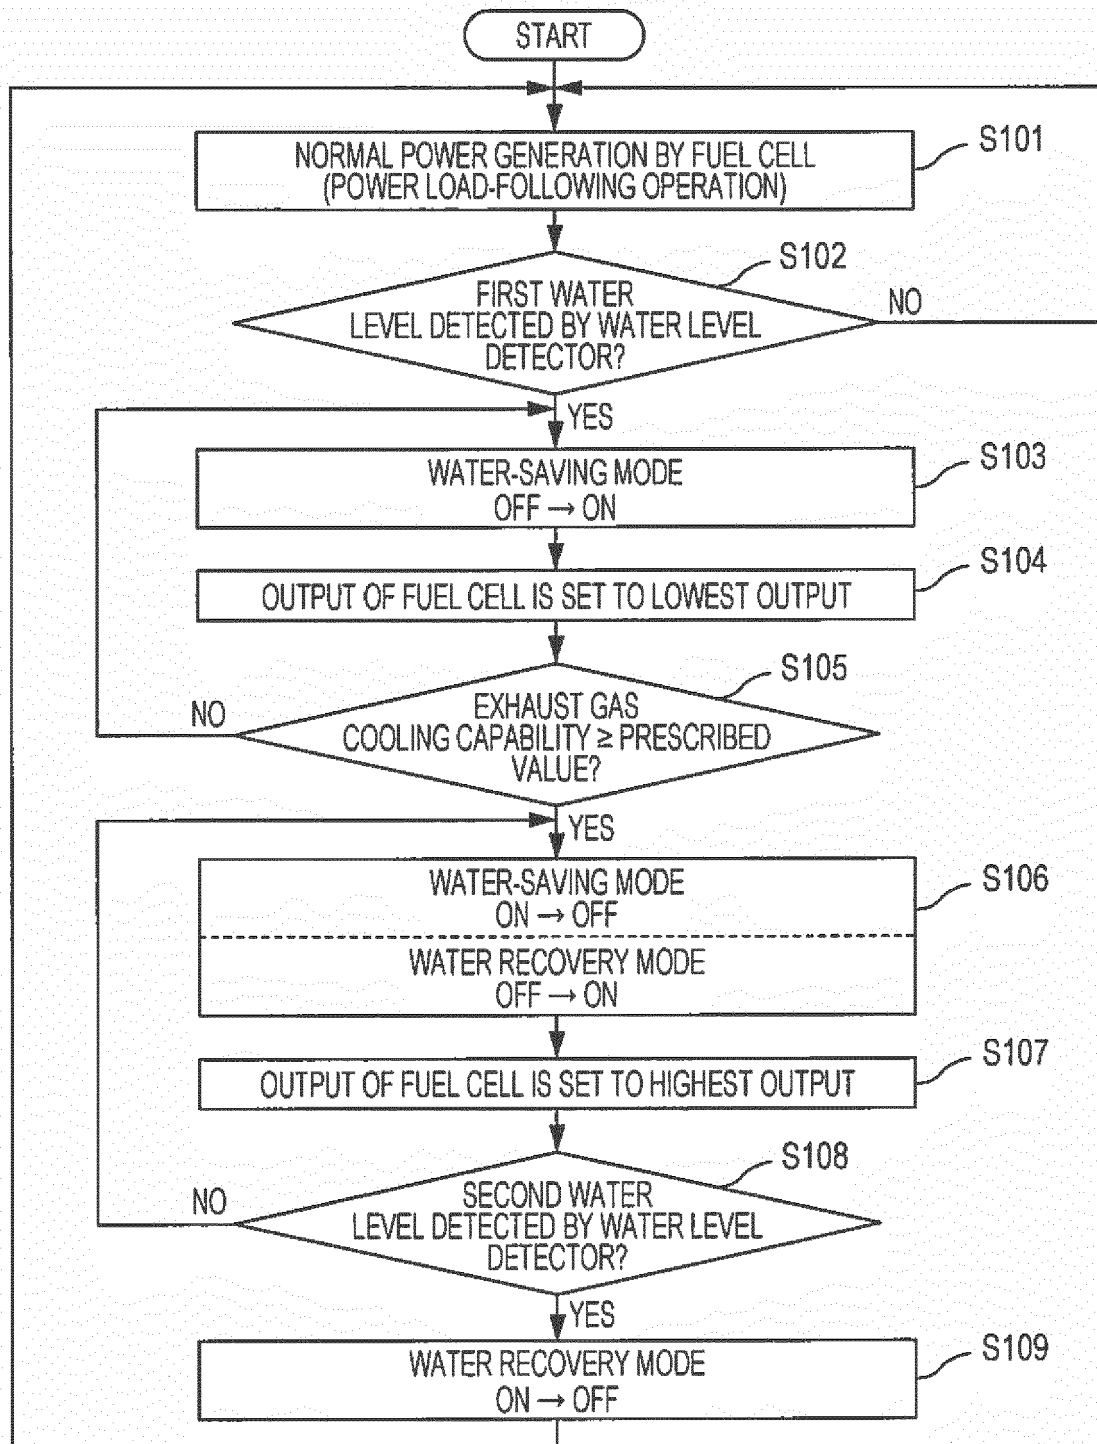 START
NORMAL POWER GENERATION BY FUEL CELL
(POWER LOAD-FOLLOWING OPERATION)
S101
FIRST WATER
LEVEL DETECTED BY WATER LEVEL
DETECTOR?
S102
NO
YES
WATER-SAVING MODE
OFF → ON
S103
OUTPUT OF FUEL CELL IS SET TO LOWEST OUTPUT
S104
EXHAUST GAS
COOLING CAPABILITY ≥ PRESCRIBED
VALUE?
S105
NO
YES
WATER-SAVING MODE
ON → OFF
WATER RECOVERY MODE
OFF → ON
S106
OUTPUT OF FUEL CELL IS SET TO HIGHEST OUTPUT
S107
SECOND WATER
LEVEL DETECTED BY WATER LEVEL
DETECTOR?
S108
NO
YES
WATER RECOVERY MODE
ON → OFF
S109